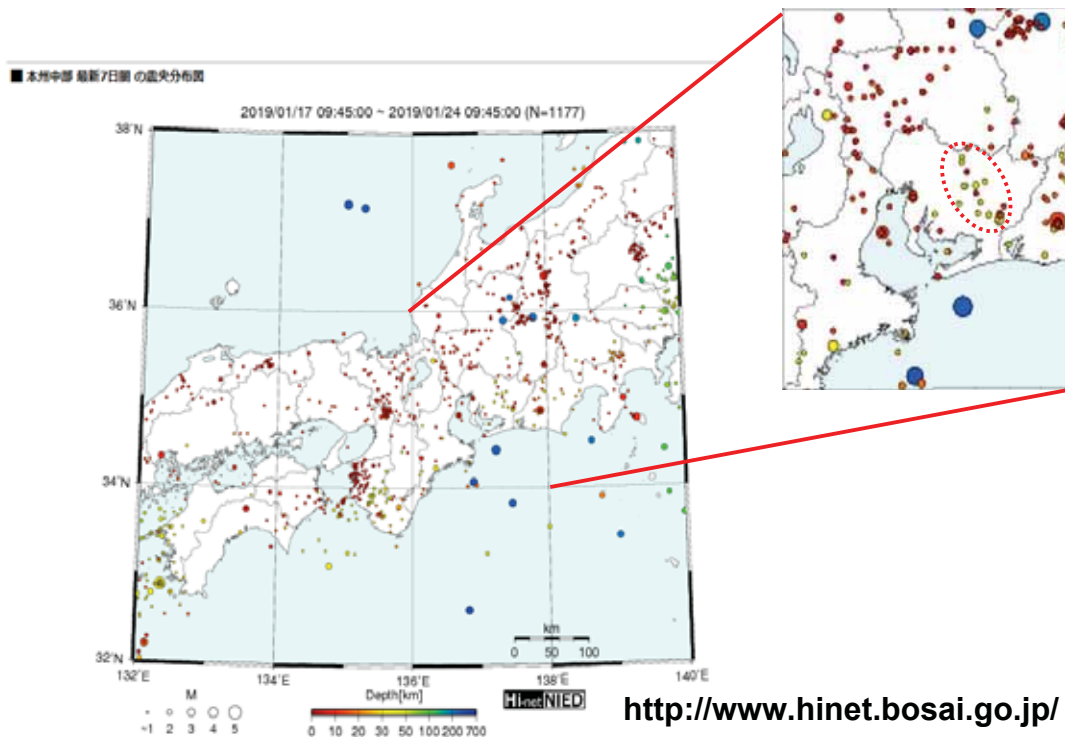 ■ 本州中部 最新7日間 の震央分布図
2019/01/17 09:45:00 ~ 2019/01/24 09:45:00 (N=1177)
38°N
36°N
34°N
32°N
132°E
134°E
136°E
138°E
140°E
km
0 50 100
M
~1 2 3 4 5
Depth[km]
0 10 20 30 50 100 200 700
Hi-net NIED
http://www.hinet.bosai.go.jp/